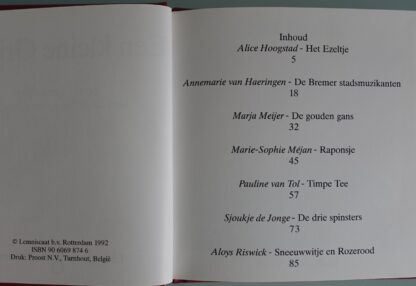 © Lemniscaat b.v. Rotterdam 1992
ISBN 90 6069 874 6
Druk: Proost N.V., Turnhout, België
Inhoud
Alice Hoogstad - Het Ezeltje
5
Annemarie van Haeringen - De Bremer stadsmuzikanten
18
Marja Meijer - De gouden gans
32
Marie-Sophie Méjan - Raponsje
45
Pauline van Tol - Timpe Tee
57
Sjoukje de Jonge - De drie spinsters
73
Aloys Riswick - Sneeuwwitje en Rozerood
85